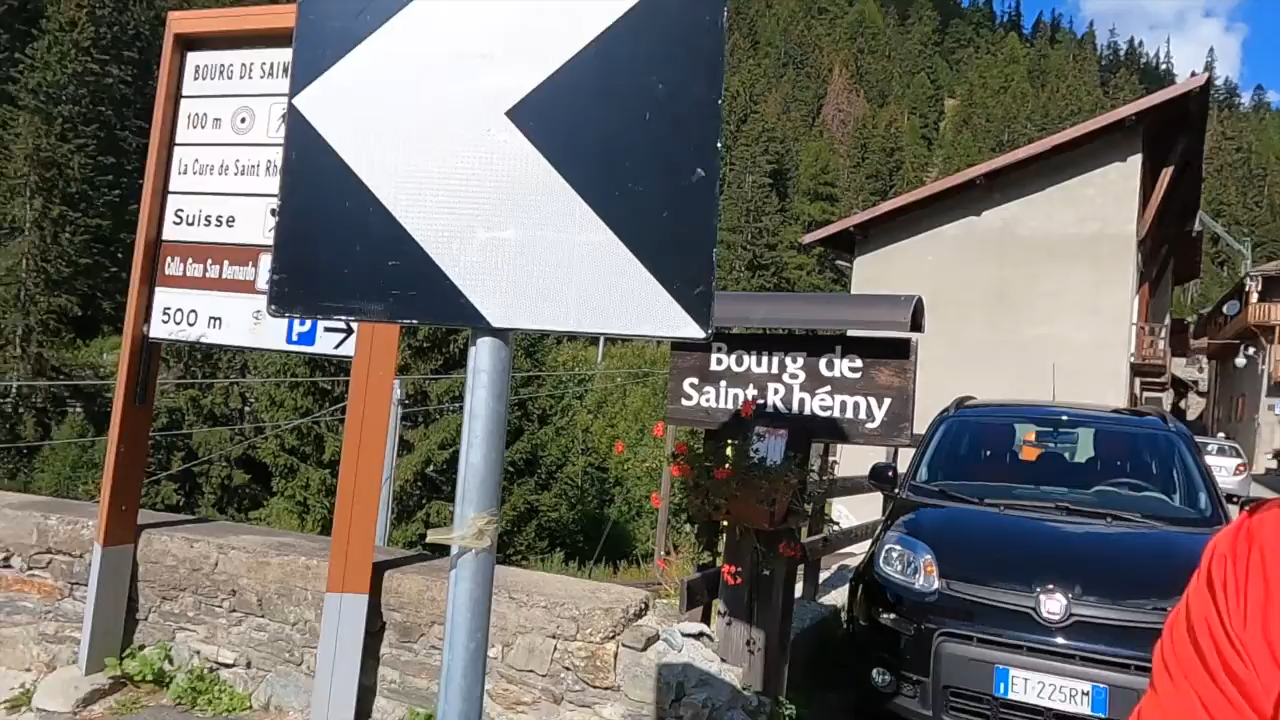 BOURG DE SAIN
100 m
La Cure de Saint Rh
Suisse
Colle Gran San Bernardo
500 m P
Bourg de
Saint-Rhémy
FIAT
ET 225RM